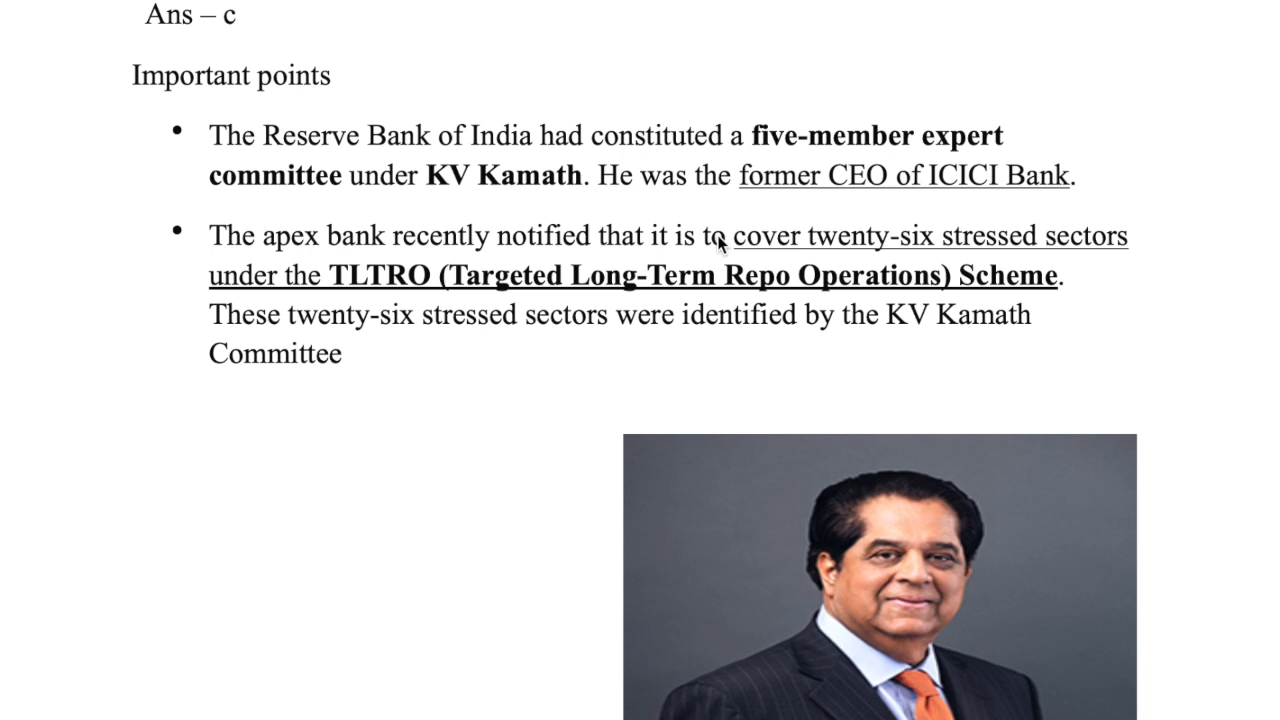 Ans – c
Important points
• The Reserve Bank of India had constituted a five-member expert
committee under KV Kamath. He was the former CEO of ICICI Bank.
• The apex bank recently notified that it is to cover twenty-six stressed sectors
under the TLTRO (Targeted Long-Term Repo Operations) Scheme.
These twenty-six stressed sectors were identified by the KV Kamath
Committee